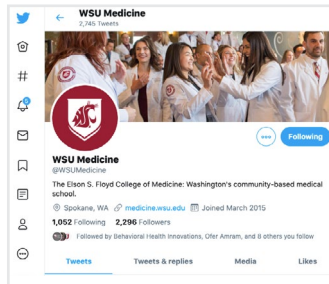 WSU Medicine
2,745 Tweets
Following
WSU Medicine
@WSUMedicine
The Elson S. Floyd College of Medicine: Washington's community-based medical
school.
Spokane, WA medicine.wsu.edu Joined March 2015
1,052 Following 2,296 Followers
Followed by Behavioral Health Innovations, Ofer Amram, and 8 others you follow
Tweets Tweets & replies Media Likes